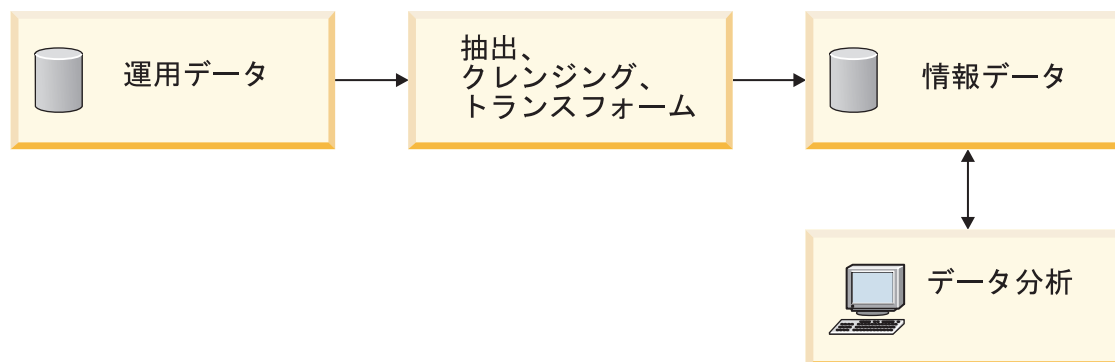 運用データ
抽出、
クレンジング、
トランスフォーム
情報データ
データ分析